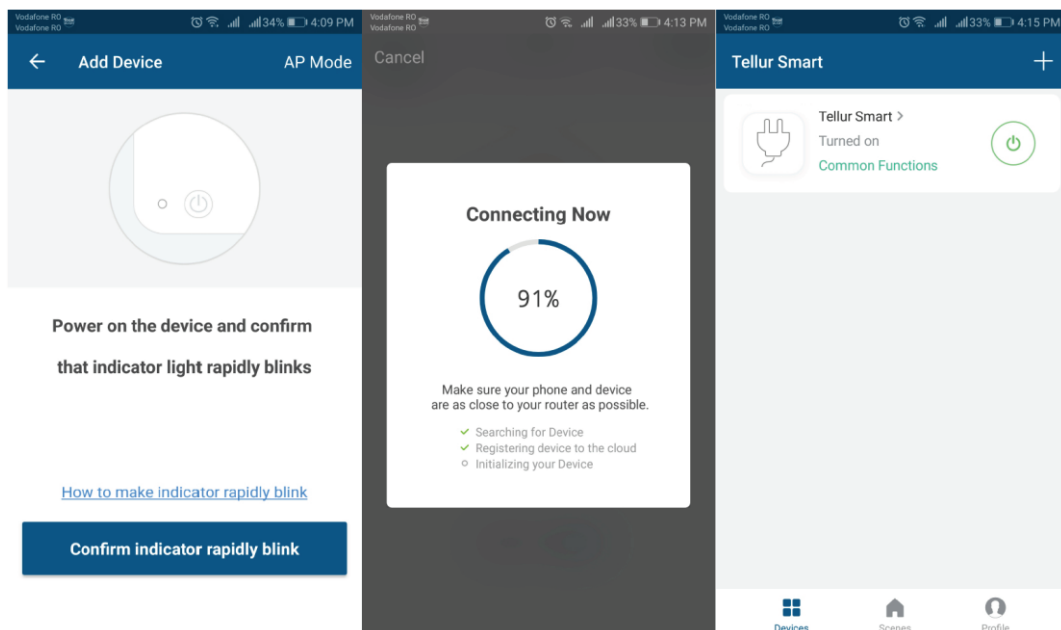 Vodafone RO
Vodafone RO
34% 4:09 PM
Add Device
AP Mode
Power on the device and confirm
that indicator light rapidly blinks
How to make indicator rapidly blink
Confirm indicator rapidly blink
Vodafone RO
Vodafone RO
33% 4:13 PM
Cancel
Connecting Now
91%
Make sure your phone and device
are as close to your router as possible.
Searching for Device
Registering device to the cloud
Initializing your Device
Vodafone RO
Vodafone RO
33% 4:15 PM
Tellur Smart
Tellur Smart >
Turned on
Common Functions
Devices
Scenes
Profile